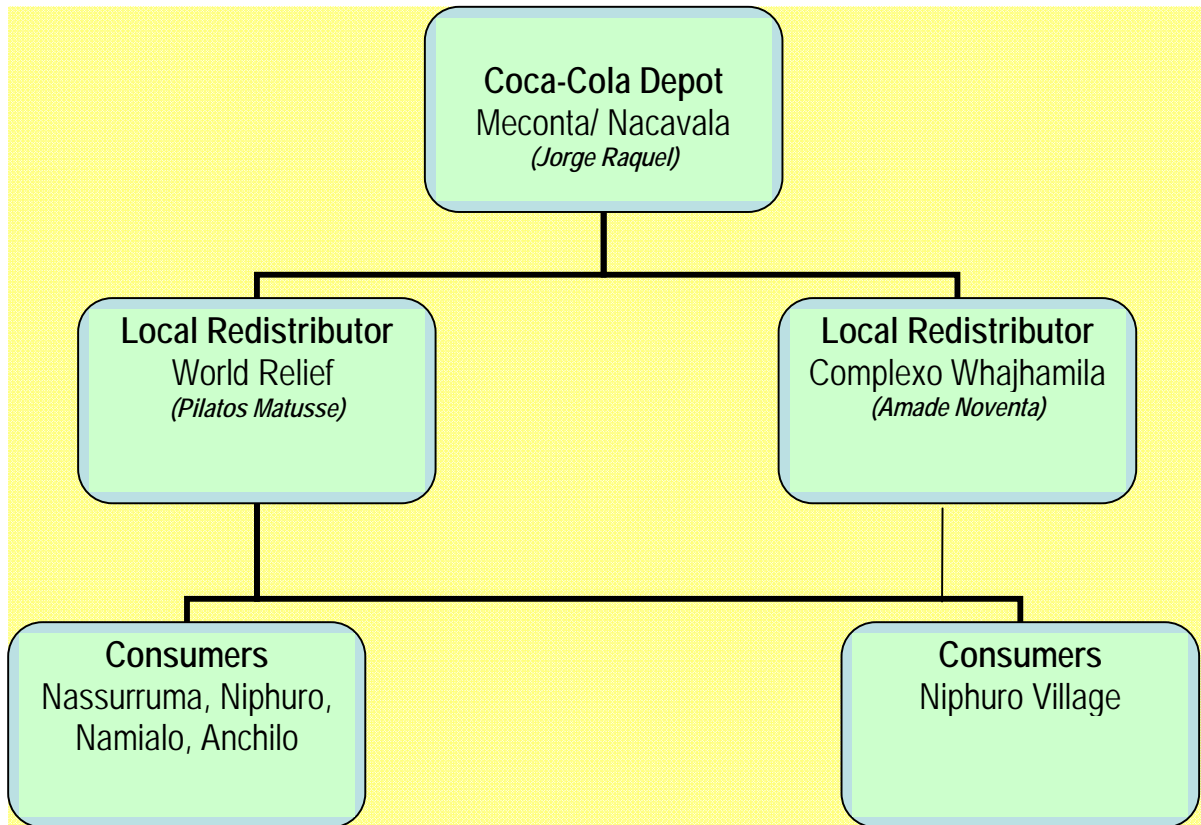 Coca-Cola Depot
Meconta/ Nacavala
(Jorge Raquel)
Local Redistributor
World Relief
(Pilatos Matusse)
Local Redistributor
Complexo Whajhamila
(Amade Noventa)
Consumers
Nassurruma, Niphuro,
Namialo, Anchilo
Consumers
Niphuro Village